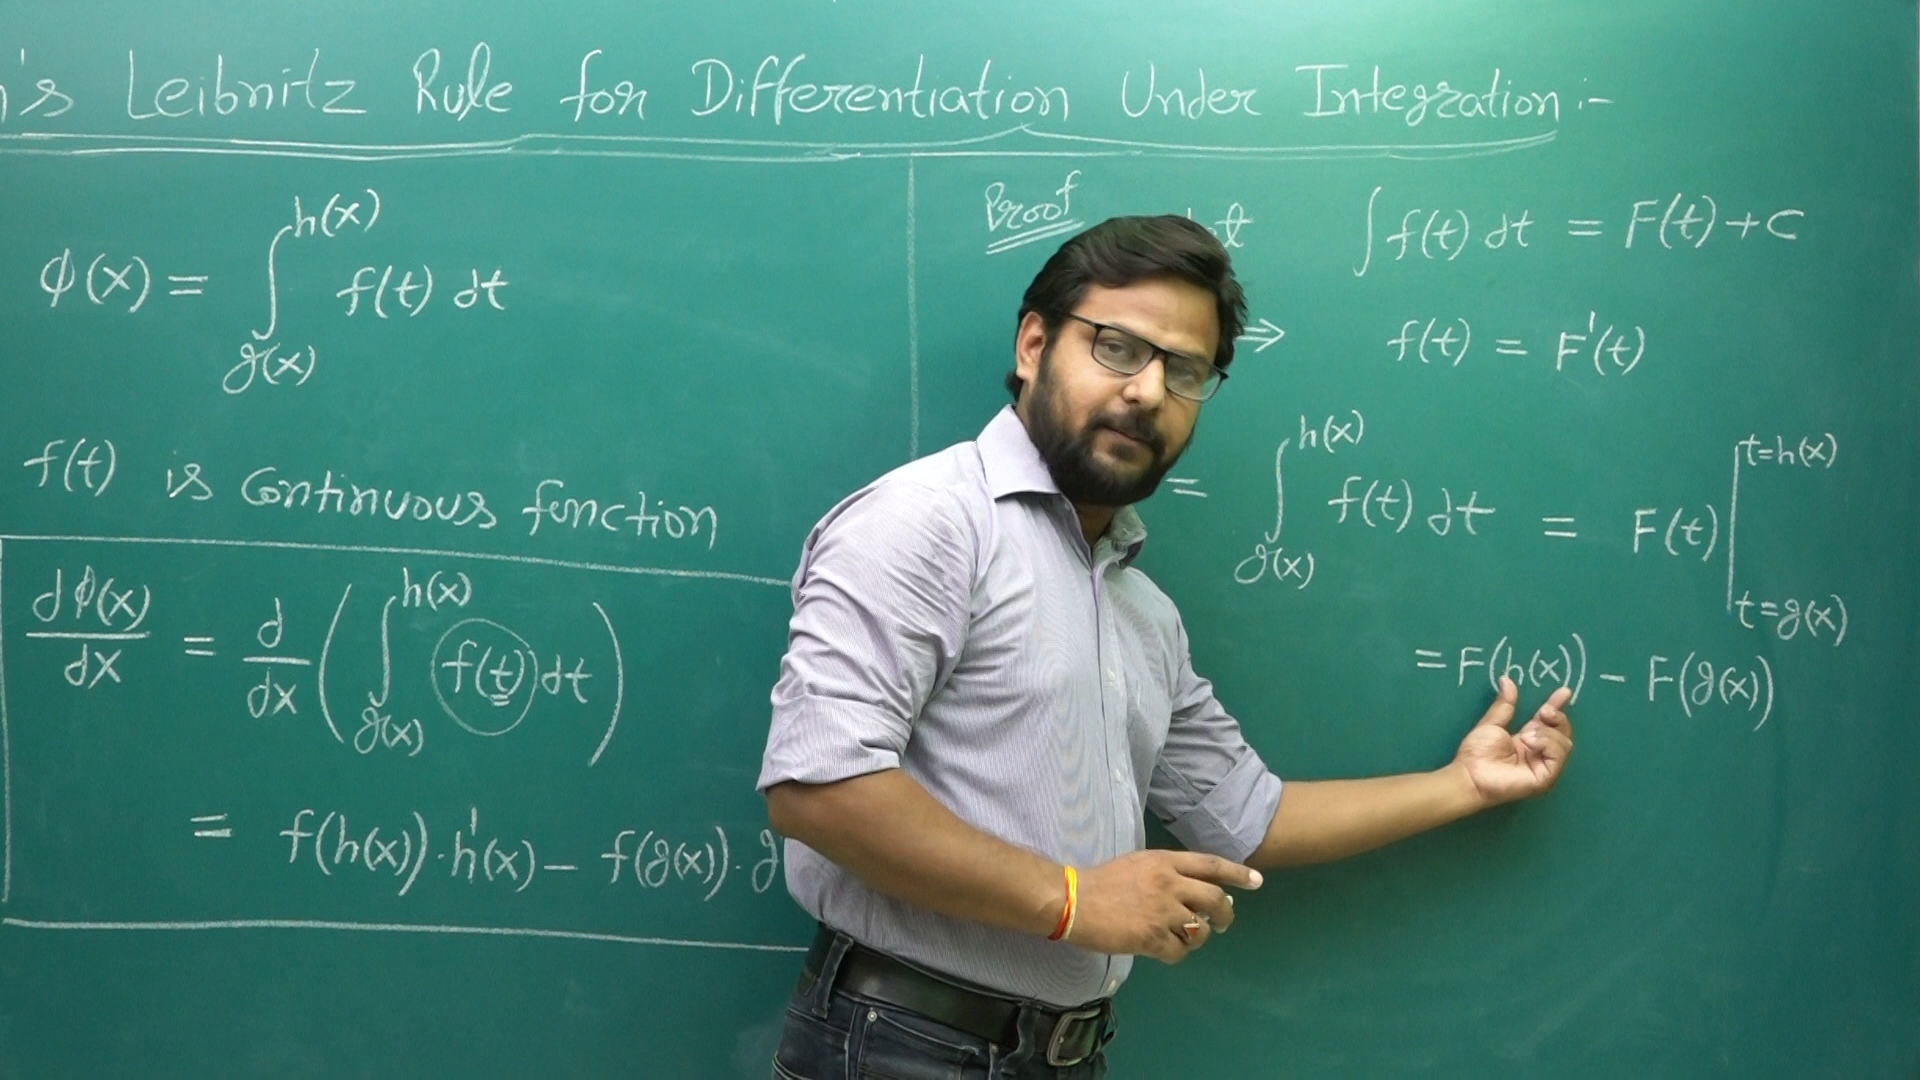 's Leibnitz Rule for Differentiation Under Integration :-
ϕ(x) = ∫_{g(x)}^{h(x)} f(t) dt
f(t) is Continuous function
dϕ(x)/dx = d/dx ( ∫_{g(x)}^{h(x)} f(t) dt )
= f(h(x))·h'(x) – f(g(x))·g
Proof ∫ f(t) dt = F(t) + C
⇒ f(t) = F'(t)
= ∫_{g(x)}^{h(x)} f(t) dt = F(t) |_{t=g(x)}^{t=h(x)}
= F(h(x)) – F(g(x))